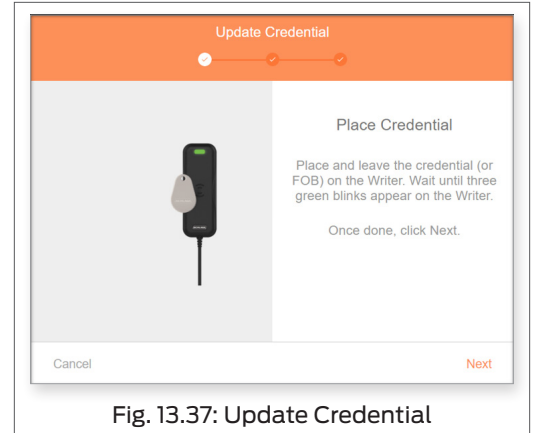 Update Credential
Place Credential
Place and leave the credential (or
FOB) on the Writer. Wait until three
green blinks appear on the Writer.
Once done, click Next.
Cancel
Next
Fig. 13.37: Update Credential